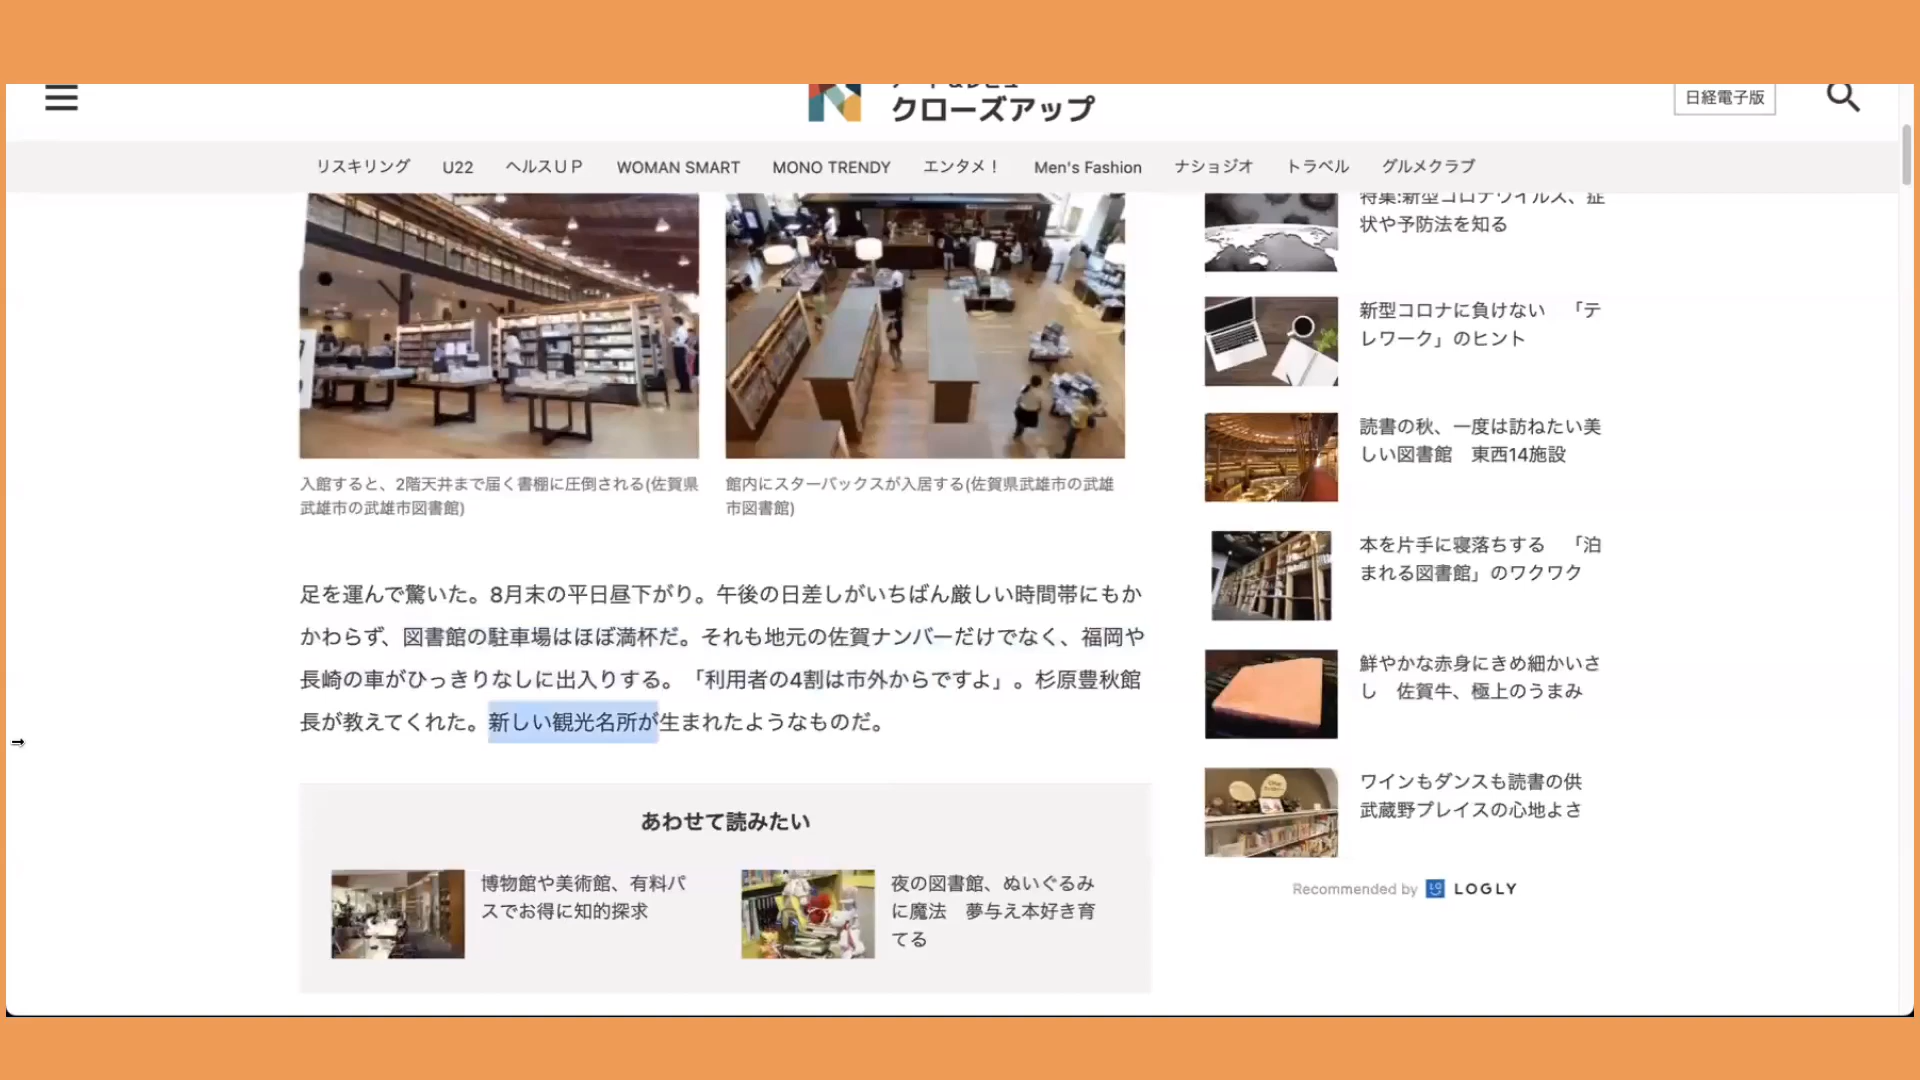 クローズアップ
日経電子版
リスキリング U22 ヘルスUP WOMAN SMART MONO TRENDY エンタメ! Men's Fashion ナショジオ トラベル グルメクラブ
入館すると、2階天井まで届く書棚に圧倒される(佐賀県
武雄市の武雄市図書館)
館内にスターバックスが入居する(佐賀県武雄市の武雄
市図書館)
足を運んで驚いた。8月末の平日昼下がり。午後の日差しがいちばん厳しい時間帯にもか
かわらず、図書館の駐車場はほぼ満杯だ。それも地元の佐賀ナンバーだけでなく、福岡や
長崎の車がひっきりなしに出入りする。「利用者の4割は市外からですよ」。杉原豊秋館
長が教えてくれた。新しい観光名所が生まれたようなものだ。
あわせて読みたい
博物館や美術館、有料パ
スでお得に知的探求
夜の図書館、ぬいぐるみ
に魔法 夢与え本好き育
てる
特集:新型コロナウイルス、症
状や予防法を知る
新型コロナに負けない 「テ
レワーク」のヒント
読書の秋、一度は訪ねたい美
しい図書館 東西14施設
本を片手に寝落ちする 「泊
まれる図書館」のワクワク
鮮やかな赤身にきめ細かいさ
し 佐賀牛、極上のうまみ
ワインもダンスも読書の供
武蔵野プレイスの心地よさ
Recommended by LOGLY